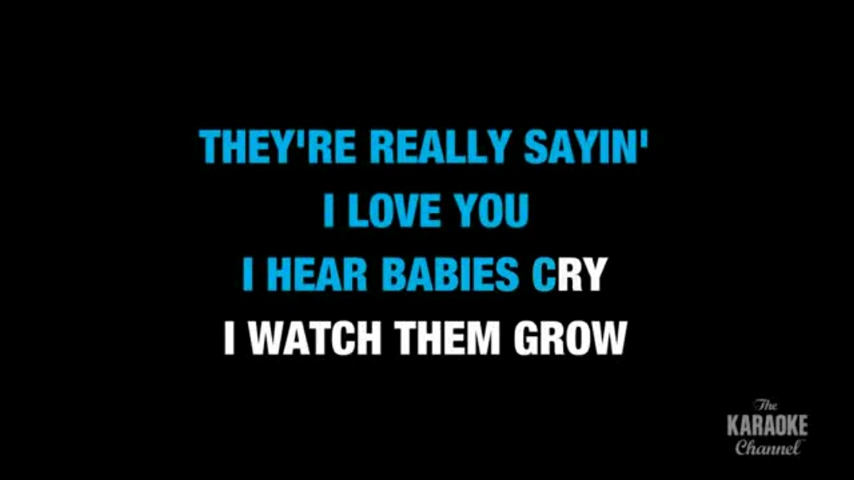 THEY'RE REALLY SAYIN'
I LOVE YOU
I HEAR BABIES CRY
I WATCH THEM GROW
The
KARAOKE
Channel